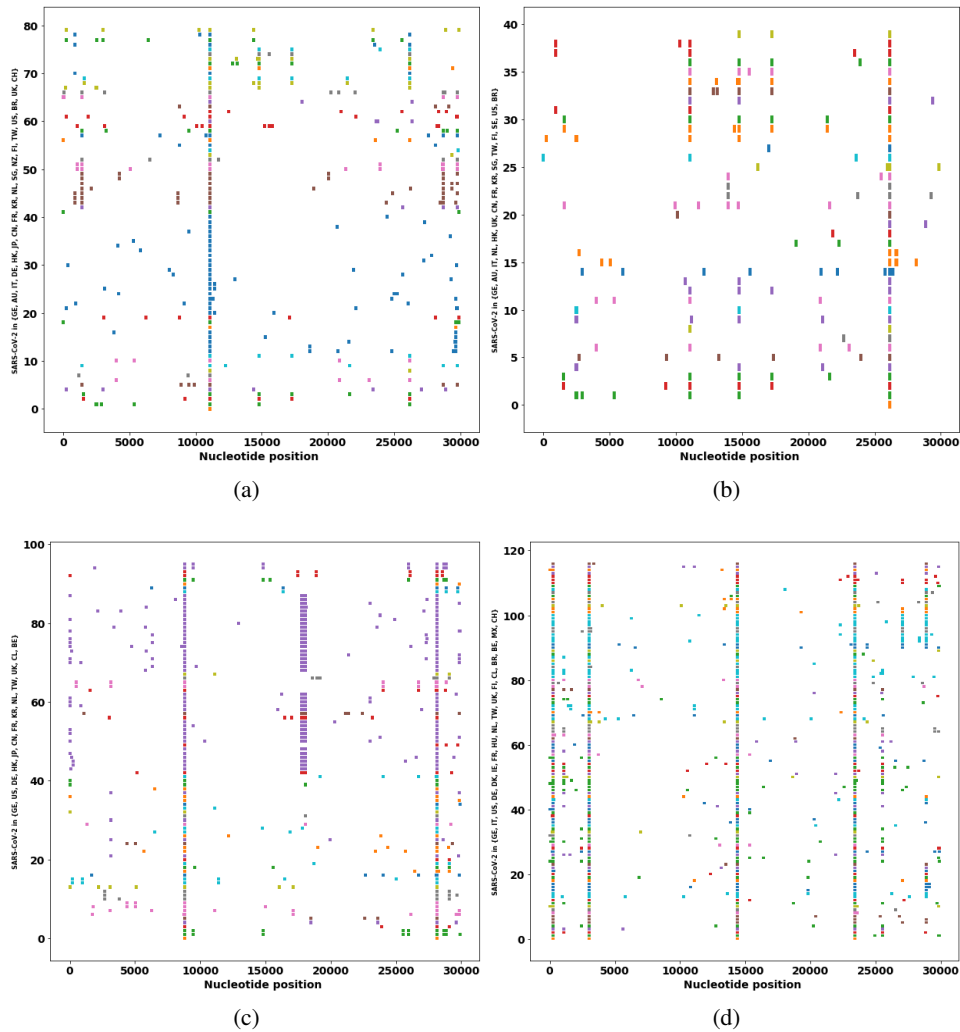 80
70
60
50
40
30
20
10
0
SARS-CoV-2 in {GE, AU, IT, DE, HK, JP, CN, FR, KR, NL, SG, NZ, FI, TW, US, BR, UK, CH}
0 5000 10000 15000 20000 25000 30000
Nucleotide position
(a)
40
35
30
25
20
15
10
5
0
SARS-CoV-2 in {GE, AU, IT, NL, HK, UK, CN, FR, KR, SG, TW, FI, SE, US, BR}
0 5000 10000 15000 20000 25000 30000
Nucleotide position
(b)
100
80
60
40
20
0
SARS-CoV-2 in {GE, US, DE, HK, JP, CN, FR, KR, NL, TW, UK, CL, BE}
0 5000 10000 15000 20000 25000 30000
Nucleotide position
(c)
120
100
80
60
40
20
0
SARS-CoV-2 in {GE, IT, US, DE, DK, IE, FR, HU, NL, TW, UK, FI, CL, BR, BE, MX, CH}
0 5000 10000 15000 20000 25000 30000
Nucleotide position
(d)